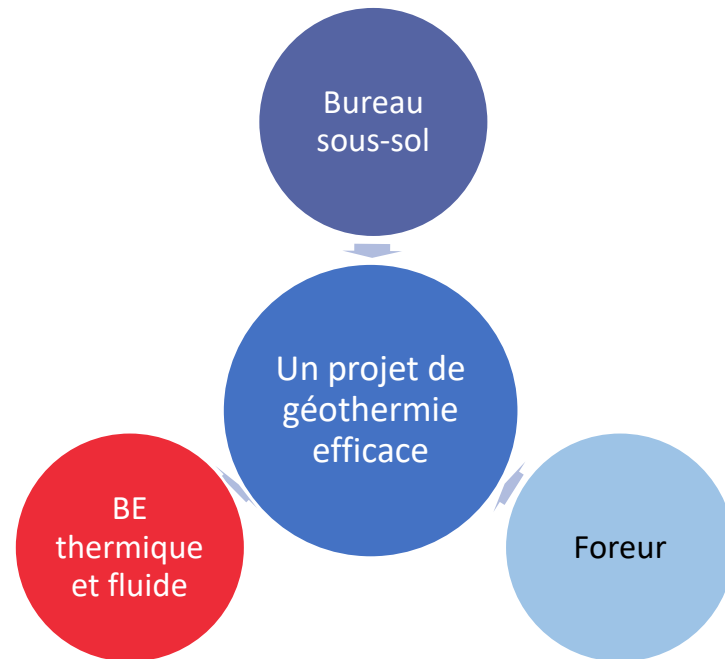 Bureau
sous-sol
Un projet de
géothermie
efficace
BE
thermique
et fluide
Foreur